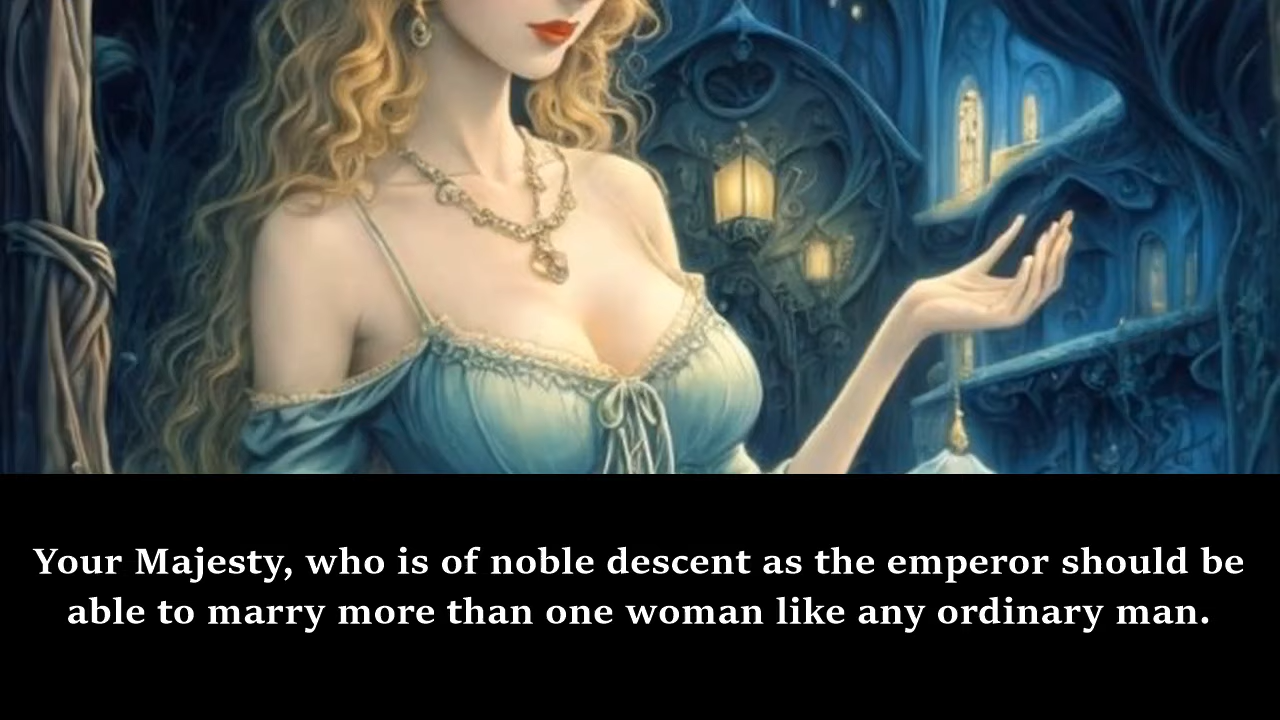 Your Majesty, who is of noble descent as the emperor should be
able to marry more than one woman like any ordinary man.